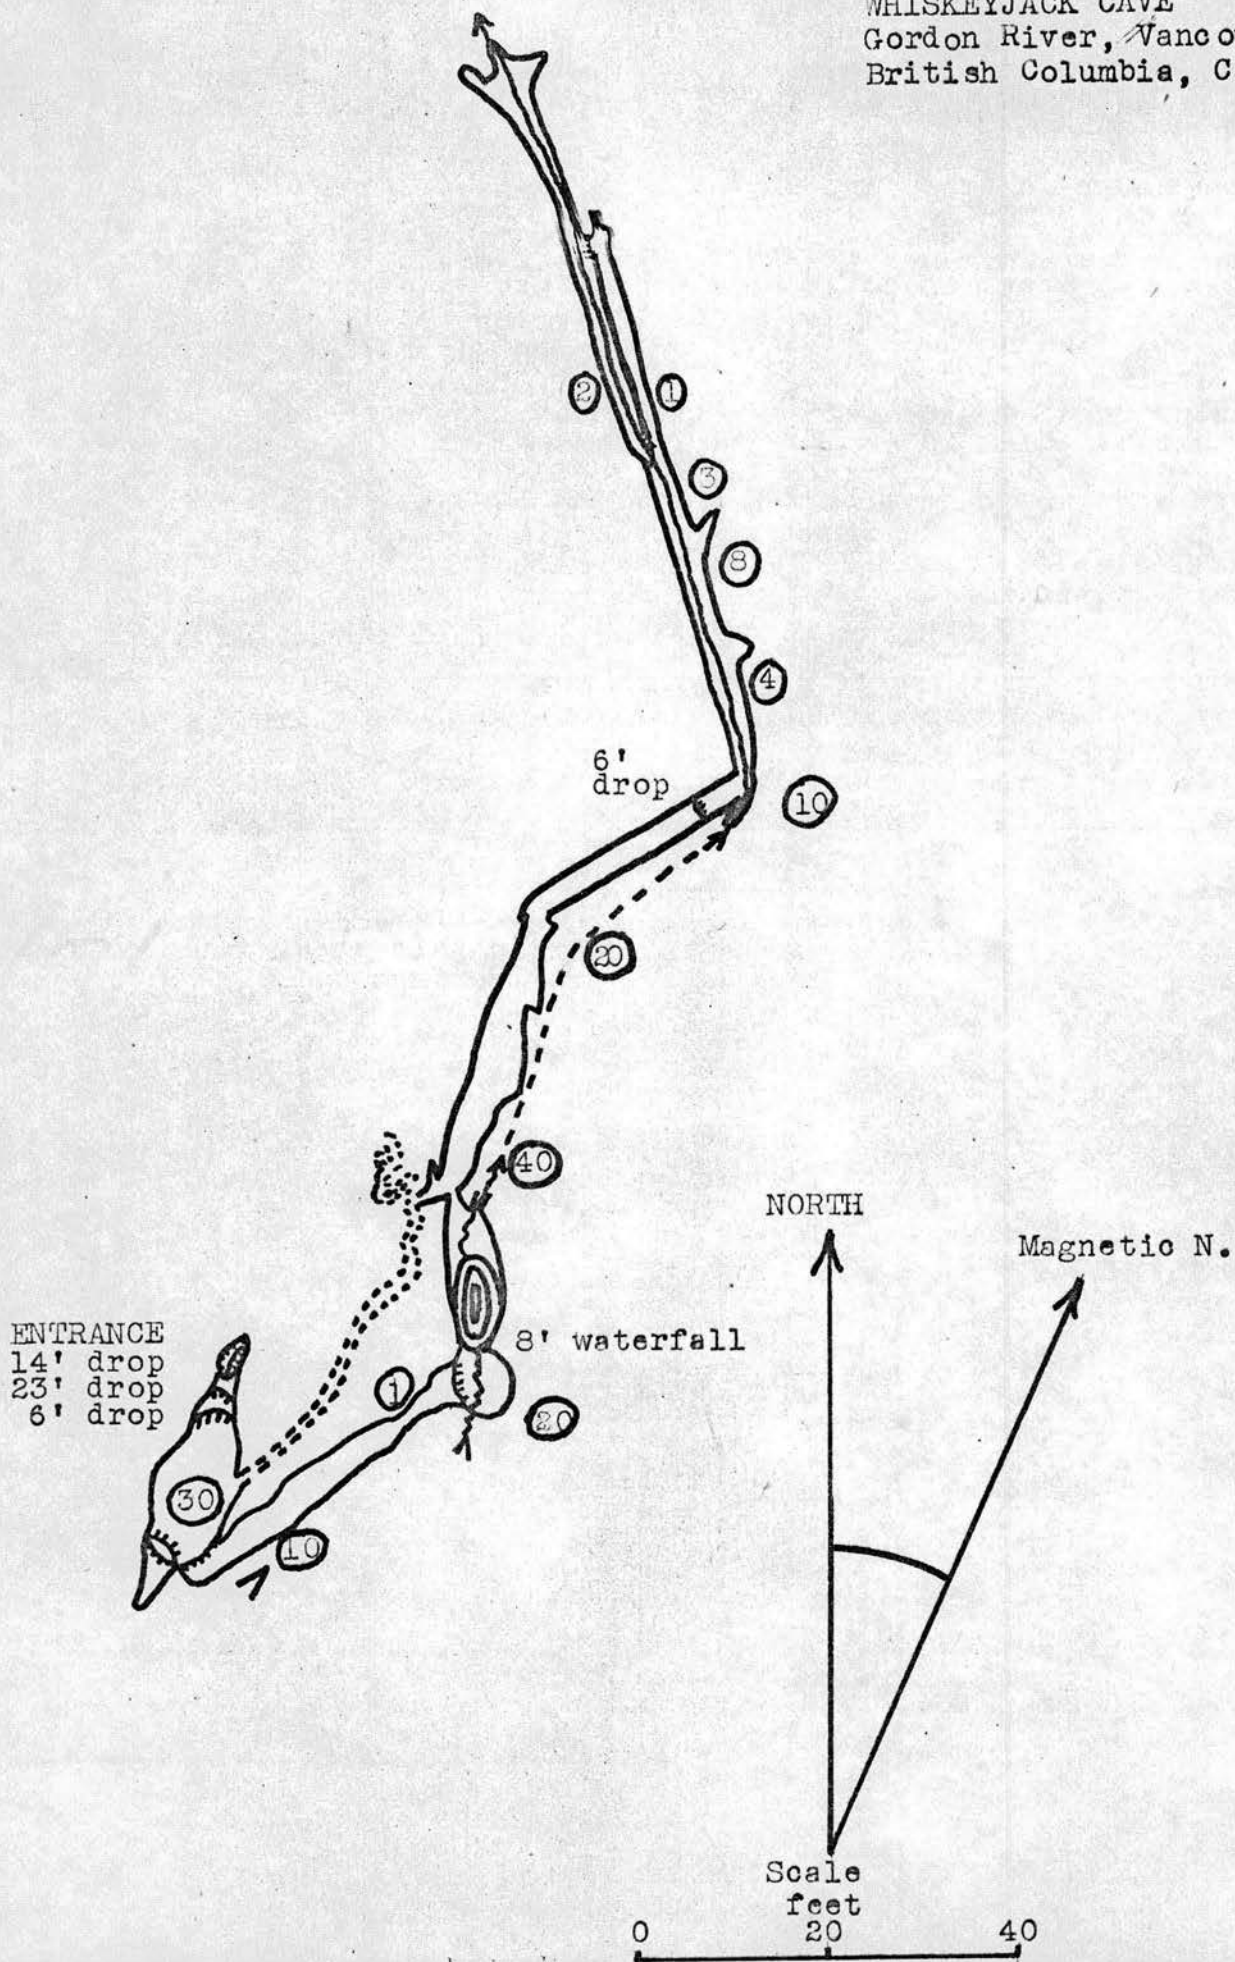 WHISKEYJACK CAVE
Gordon River, Vanco
British Columbia, C
2
1
3
8
4
6'
drop
10
20
40
NORTH
Magnetic N.
ENTRANCE
14' drop
23' drop
6' drop
8' waterfall
1
20
30
10
Scale
feet
0 20 40